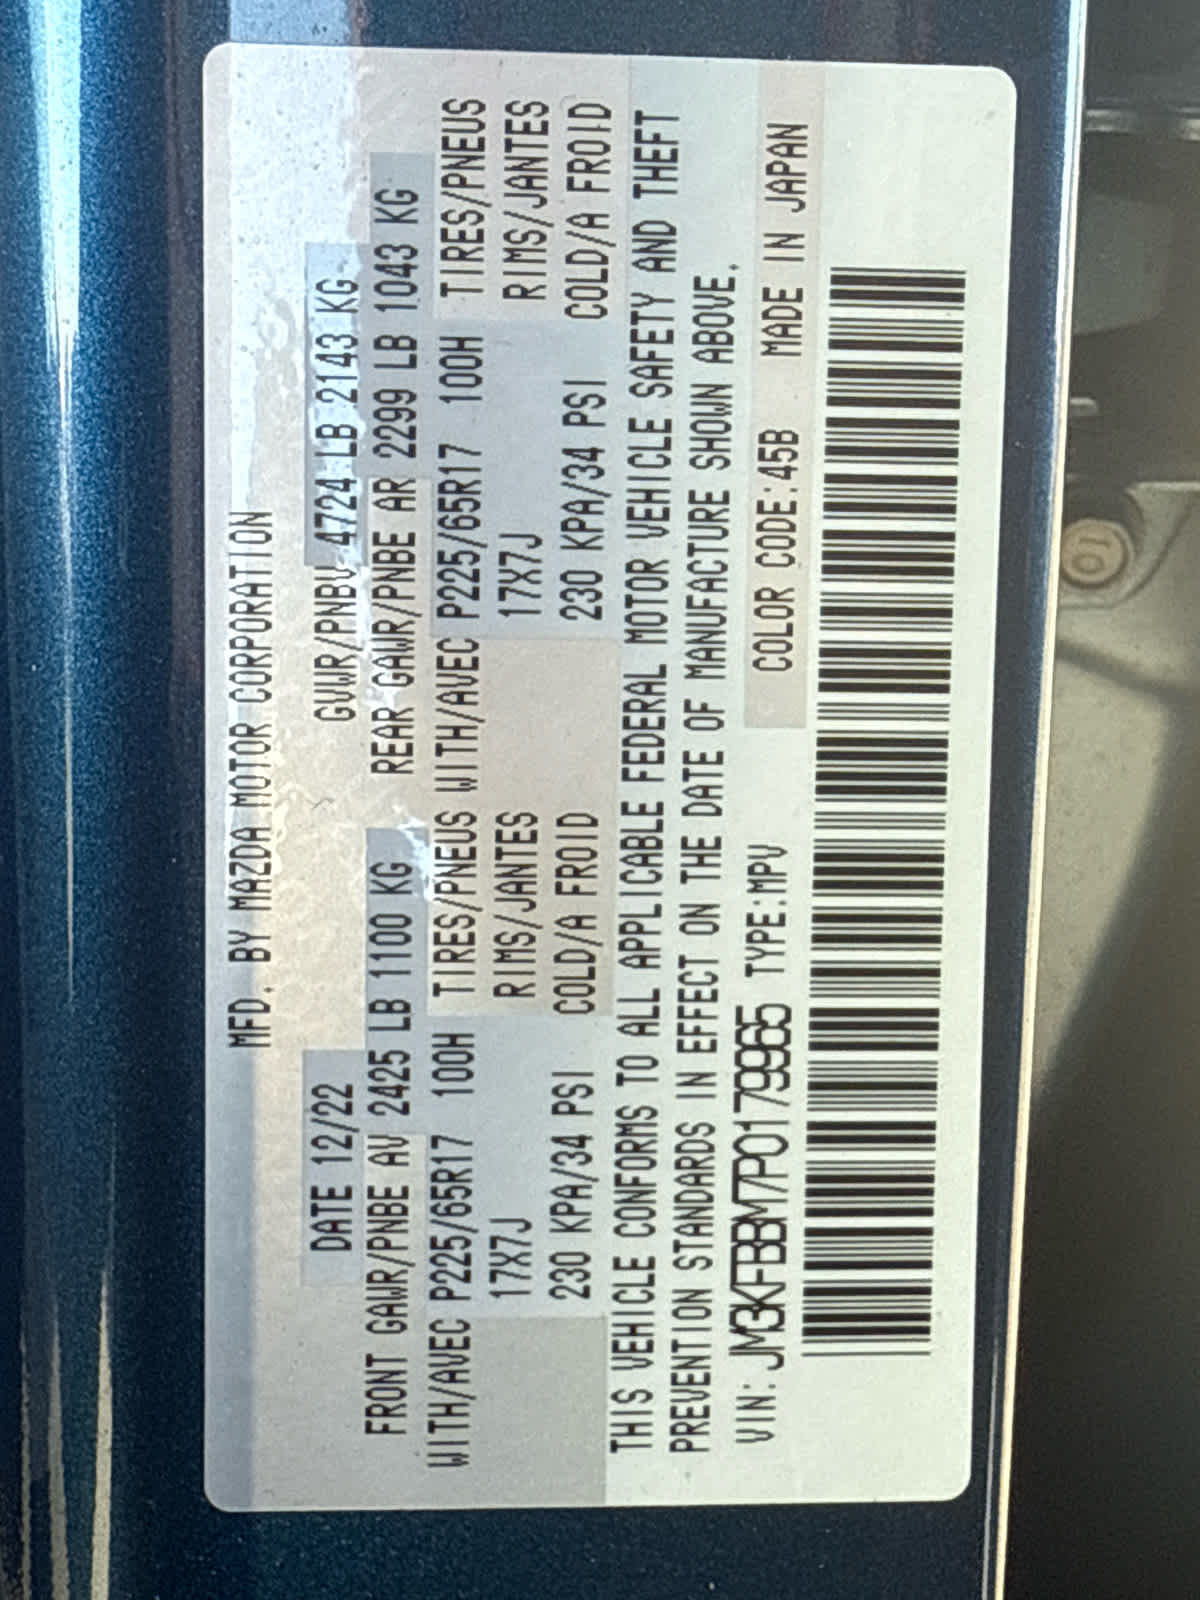 MFD. BY MAZDA MOTOR CORPORATION
DATE 12/22 GVWR/PNBV 4724 LB 2143 KG
FRONT GAWR/PNBE AV 2425 LB 1100 KG REAR GAWR/PNBE AR 2299 LB 1043 KG
WITH/AVEC P225/65R17 100H TIRES/PNEUS WITH/AVEC P225/65R17 100H TIRES/PNEUS
17X7J RIMS/JANTES 17X7J RIMS/JANTES
230 KPA/34 PSI COLD/A FROID 230 KPA/34 PSI COLD/A FROID
THIS VEHICLE CONFORMS TO ALL APPLICABLE FEDERAL MOTOR VEHICLE SAFETY AND THEFT
PREVENTION STANDARDS IN EFFECT ON THE DATE OF MANUFACTURE SHOWN ABOVE.
VIN: JM3KFBBM7P0179965 TYPE:MPV COLOR CODE:45B MADE IN JAPAN